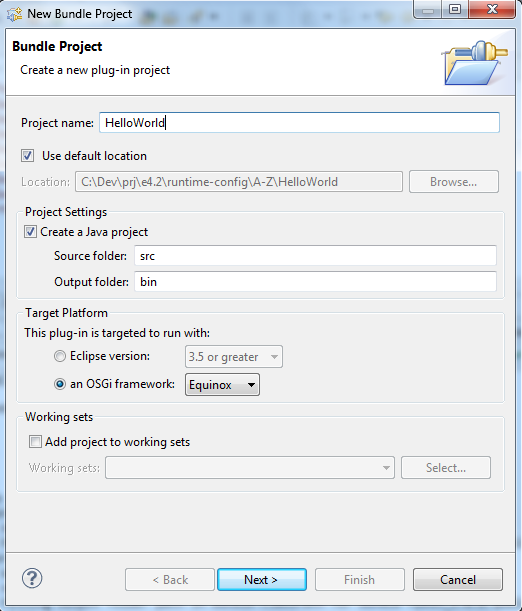 New Bundle Project
Bundle Project
Create a new plug-in project
Project name: HelloWorld
Use default location
Location: C:\Dev\prj\e4.2\runtime-config\A-Z\HelloWorld Browse...
Project Settings
Create a Java project
Source folder: src
Output folder: bin
Target Platform
This plug-in is targeted to run with:
Eclipse version: 3.5 or greater
an OSGi framework: Equinox
Working sets
Add project to working sets
Working sets: Select...
? < Back Next > Finish Cancel